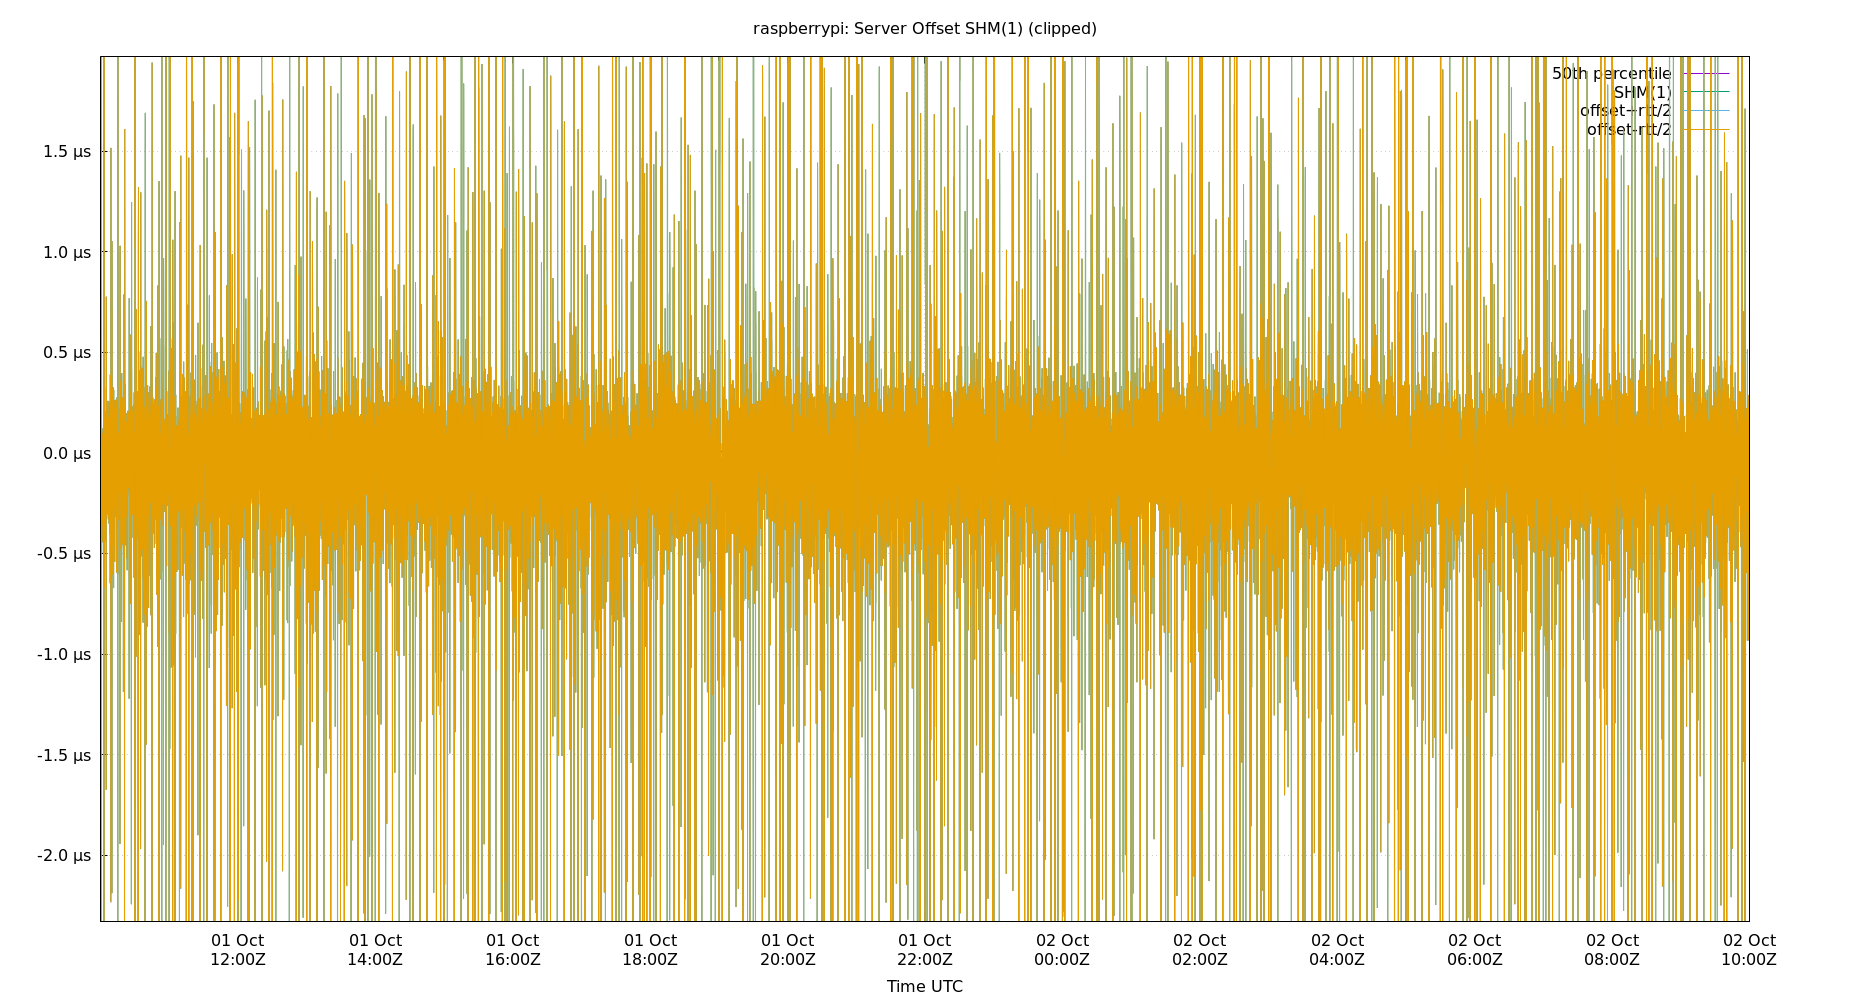 raspberrypi: Server Offset SHM(1) (clipped)
50th percentile
SHM(1)
offset+rtt/2
offset-rtt/2
1.5 µs
1.0 µs
0.5 µs
0.0 µs
-0.5 µs
-1.0 µs
-1.5 µs
-2.0 µs
01 Oct 01 Oct 01 Oct 01 Oct 01 Oct 01 Oct 02 Oct 02 Oct 02 Oct 02 Oct 02 Oct 02 Oct
12:00Z 14:00Z 16:00Z 18:00Z 20:00Z 22:00Z 00:00Z 02:00Z 04:00Z 06:00Z 08:00Z 10:00Z
Time UTC